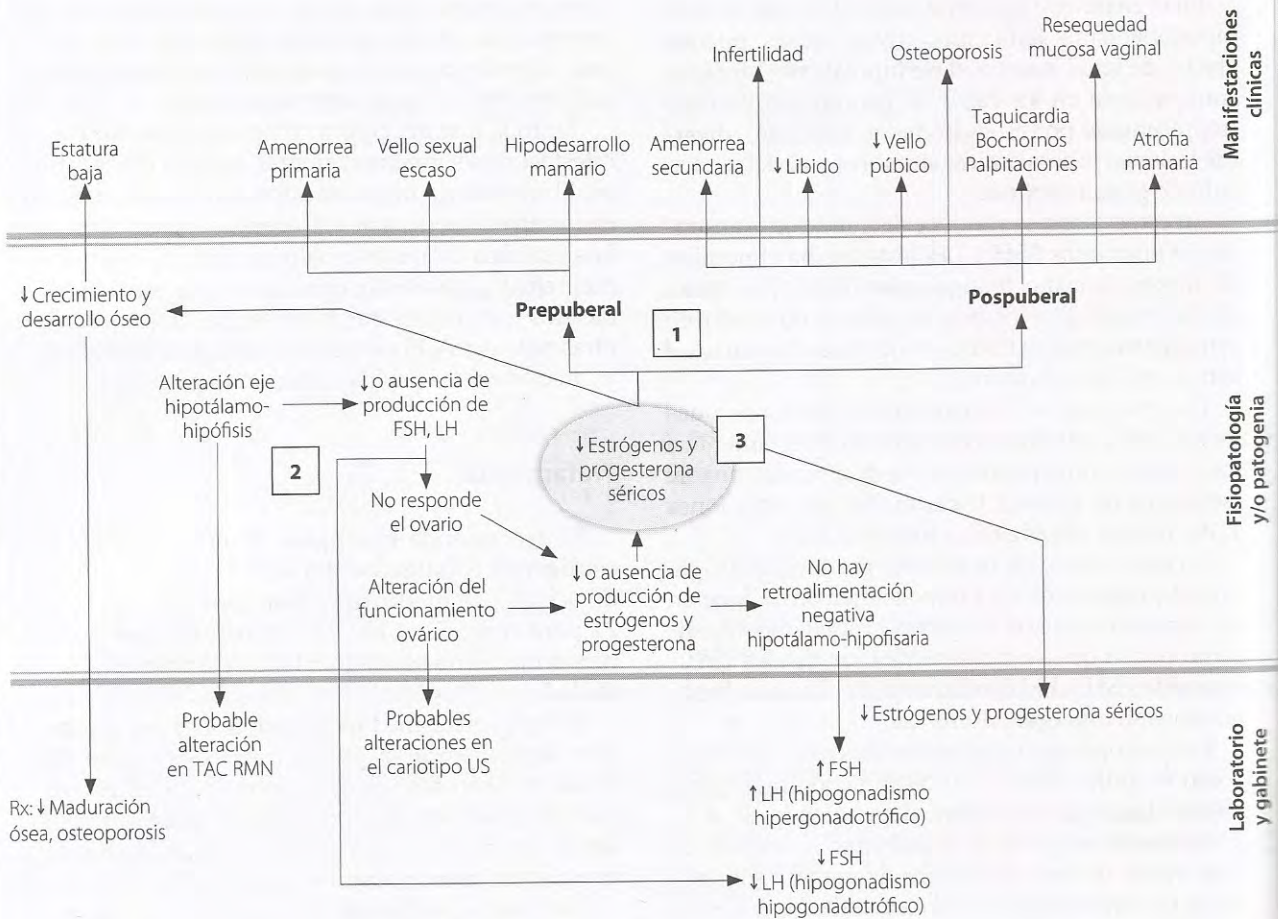 Manifestaciones
clínicas
Infertilidad
Osteoporosis
Resequedad
mucosa vaginal
Estatura
baja
Amenorrea
primaria
Vello sexual
escaso
Hipodesarrollo
mamario
Amenorrea
secundaria
↓Libido
↓Vello
púbico
Taquicardia
Bochornos
Palpitaciones
Atrofia
mamaria
Fisiopatología
y/o patogenia
↓Crecimiento y
desarrollo óseo
Prepuberal
1
Pospuberal
Alteración eje
hipotálamo-
hipófisis
↓o ausencia de
producción de
FSH, LH
2
↓Estrógenos y
progesterona
séricos
3
No responde
el ovario
Alteración del
funcionamiento
ovárico
↓o ausencia de
producción de
estrógenos y
progesterona
No hay
retroalimentación
negativa
hipotálamo-hipofisaria
Laboratorio
y gabinete
Probable
alteración
en TAC RMN
Probables
alteraciones en
el cariotipo US
↓Estrógenos y progesterona séricos
Rx: ↓Maduración
ósea, osteoporosis
↑FSH
↑LH (hipogonadismo
hipergonadotrófico)
↓FSH
↓LH (hipogonadismo
hipogonadotrófico)